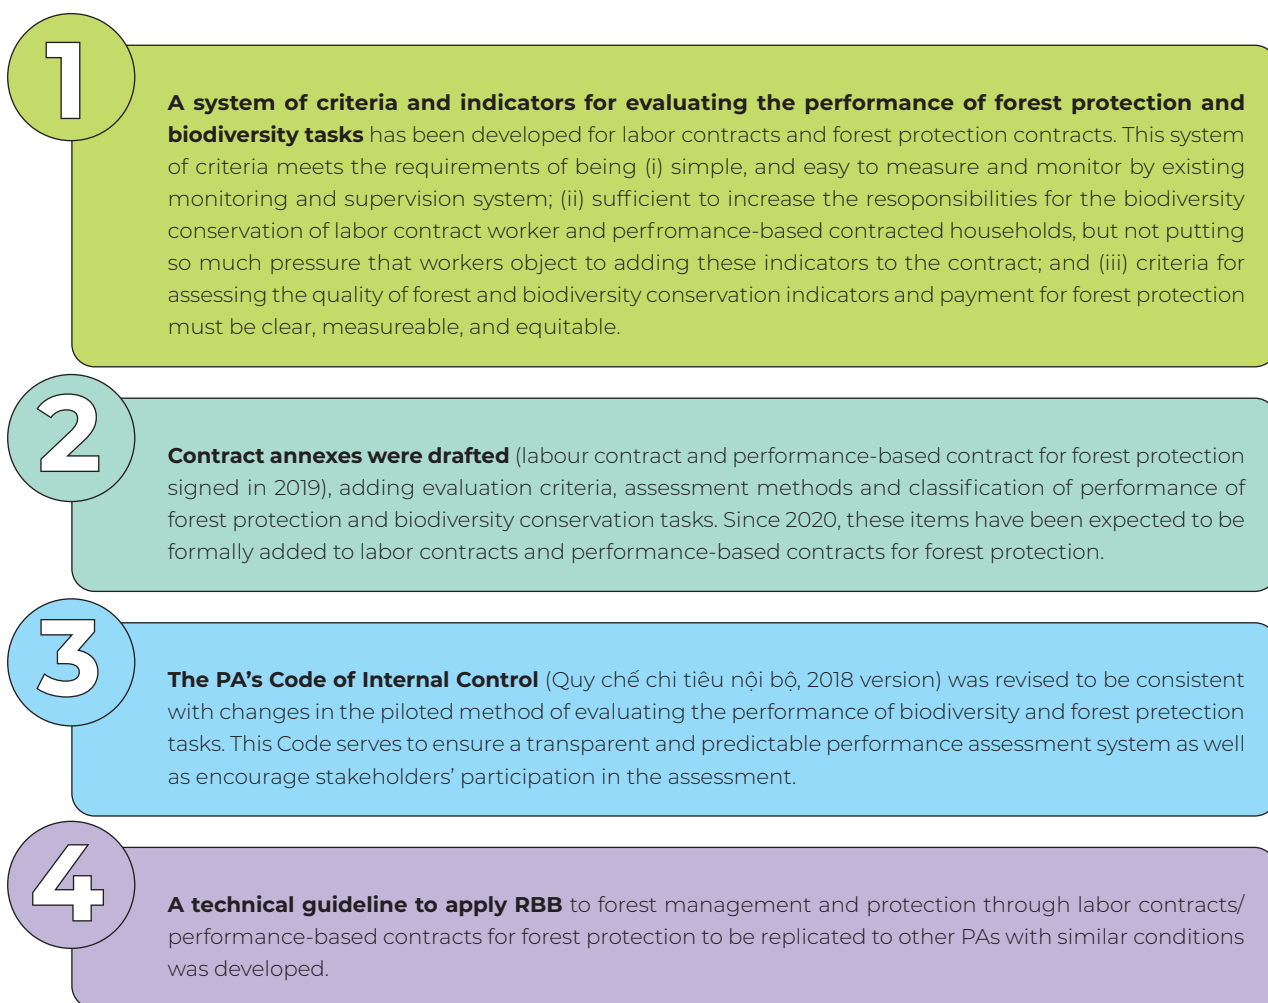 1
A system of criteria and indicators for evaluating the performance of forest protection and
biodiversity tasks has been developed for labor contracts and forest protection contracts. This system
of criteria meets the requirements of being (i) simple, and easy to measure and monitor by existing
monitoring and supervision system; (ii) sufficient to increase the resoponsibilities for the biodiversity
conservation of labor contract worker and perfromance-based contracted households, but not putting
so much pressure that workers object to adding these indicators to the contract; and (iii) criteria for
assessing the quality of forest and biodiversity conservation indicators and payment for forest protection
must be clear, measureable, and equitable.
2
Contract annexes were drafted (labour contract and performance-based contract for forest protection
signed in 2019), adding evaluation criteria, assessment methods and classification of performance of
forest protection and biodiversity conservation tasks. Since 2020, these items have been expected to be
formally added to labor contracts and performance-based contracts for forest protection.
3
The PA’s Code of Internal Control (Quy chế chi tiêu nội bộ, 2018 version) was revised to be consistent
with changes in the piloted method of evaluating the performance of biodiversity and forest pretection
tasks. This Code serves to ensure a transparent and predictable performance assessment system as well
as encourage stakeholders’ participation in the assessment.
4
A technical guideline to apply RBB to forest management and protection through labor contracts/
performance-based contracts for forest protection to be replicated to other PAs with similar conditions
was developed.